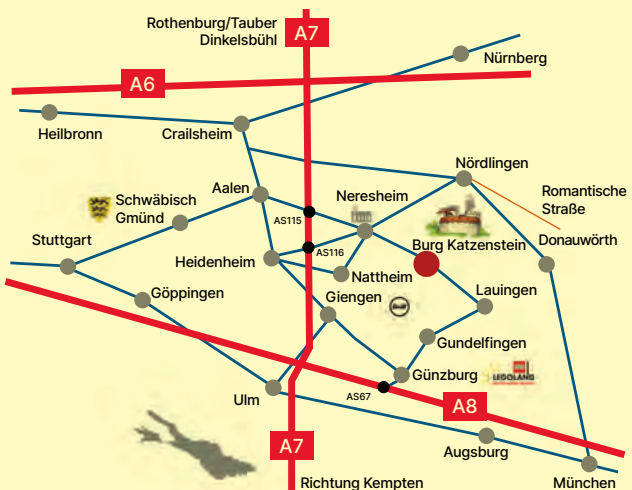 Rothenburg/Tauber
Dinkelsbühl
A7
Nürnberg
A6
Heilbronn
Crailsheim
Nördlingen
Aalen
Neresheim
Romantische
Straße
Schwäbisch
Gmünd
AS115
Donauwörth
Stuttgart
Burg Katzenstein
AS116
Heidenheim
Nattheim
Göppingen
Giengen
Lauingen
Gundelfingen
Günzburg
LEGOLAND
Ulm
AS67
A8
A7
Augsburg
Richtung Kempten
München